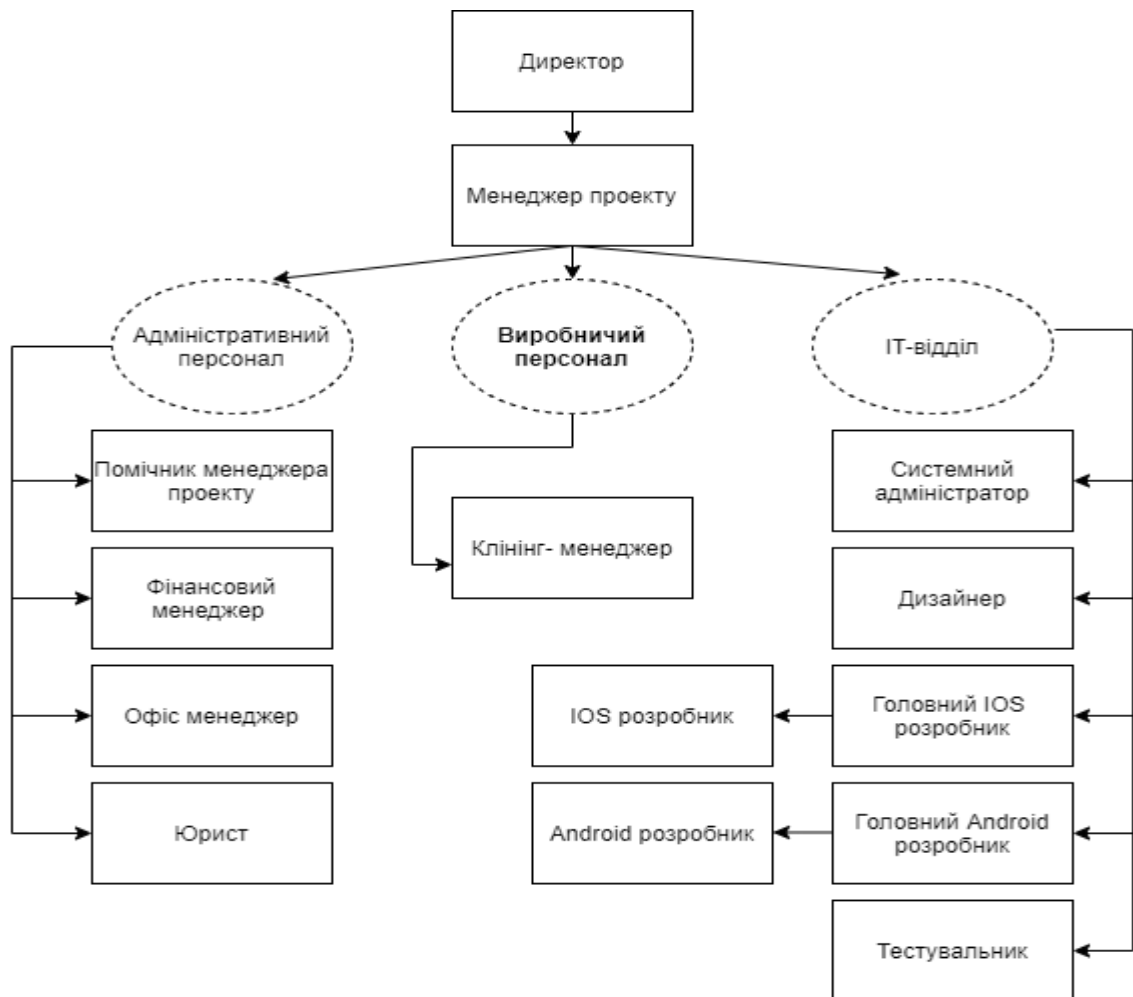 Директор
Менеджер проекту
Адміністративний
персонал
Виробничий
персонал
ІТ-відділ
Помічник менеджера
проекту
Фінансовий
менеджер
Офіс менеджер
Юрист
Клінінг- менеджер
Системний
адміністратор
Дизайнер
Головний IOS
розробник
IOS розробник
Головний Android
розробник
Android розробник
Тестувальник